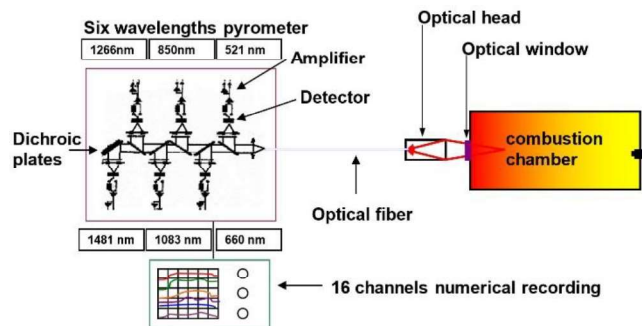 Six wavelengths pyrometer
1266nm 850nm 521 nm
Optical head
Optical window
Amplifier
Detector
Dichroic
plates
combustion
chamber
Optical fiber
1481 nm 1083 nm 660 nm
16 channels numerical recording